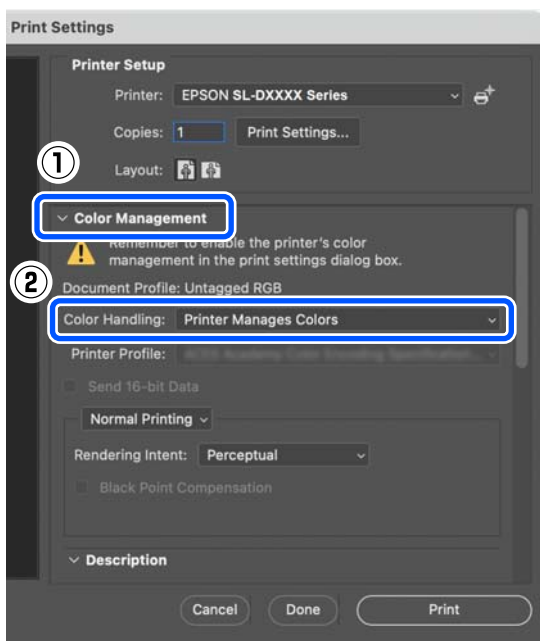 Print Settings
Printer Setup
Printer: EPSON SL-DXXXX Series
Copies: 1 Print Settings...
①
Layout:
Color Management
Remember to enable the printer's color
management in the print settings dialog box.
②
Document Profile: Untagged RGB
Color Handling: Printer Manages Colors
Printer Profile:
Send 16-bit Data
Normal Printing
Rendering Intent: Perceptual
Black Point Compensation
Description
Cancel Done Print